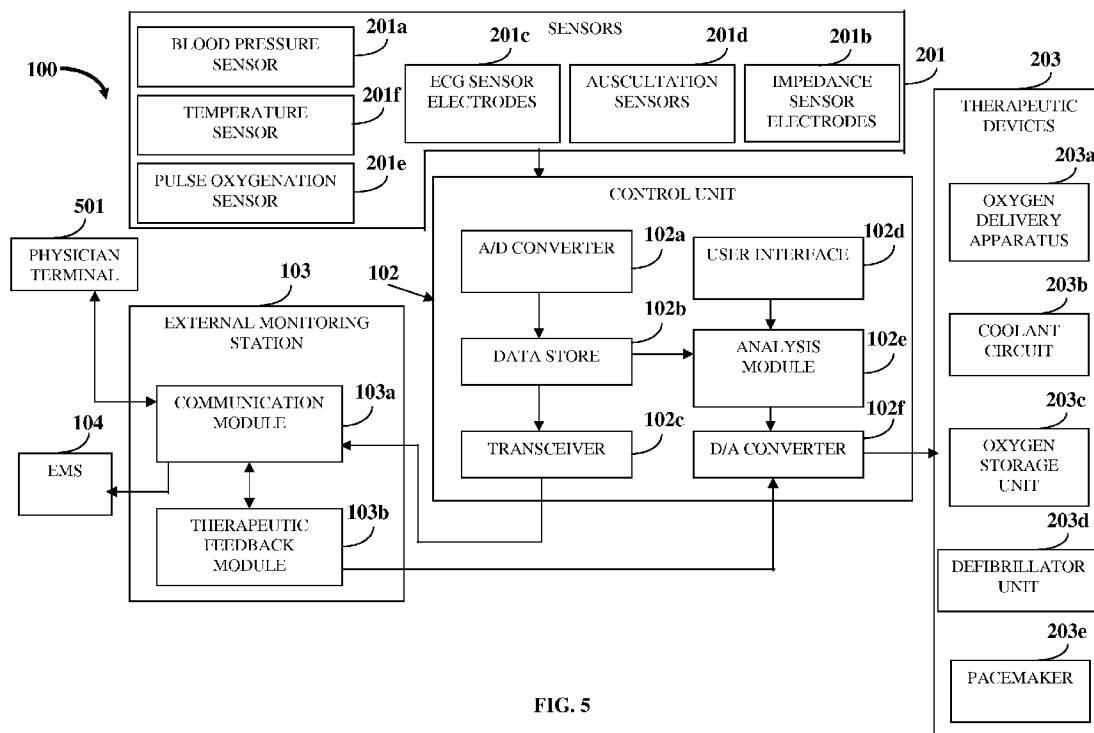 100
SENSORS
BLOOD PRESSURE
SENSOR
201a
TEMPERATURE
SENSOR
201f
PULSE OXYGENATION
SENSOR
201e
ECG SENSOR
ELECTRODES
201c
AUSCULTATION
SENSORS
201d
IMPEDANCE
SENSOR
ELECTRODES
201b
201
203
THERAPEUTIC
DEVICES
203a
OXYGEN
DELIVERY
APPARATUS
203b
COOLANT
CIRCUIT
203c
OXYGEN
STORAGE
UNIT
203d
DEFIBRILLATOR
UNIT
203e
PACEMAKER
CONTROL UNIT
102
A/D CONVERTER
102a
USER INTERFACE
102d
DATA STORE
102b
ANALYSIS
MODULE
102e
TRANSCEIVER
102c
D/A CONVERTER
102f
501
PHYSICIAN
TERMINAL
103
EXTERNAL MONITORING
STATION
COMMUNICATION
MODULE
103a
104
EMS
THERAPEUTIC
FEEDBACK
MODULE
103b
FIG. 5